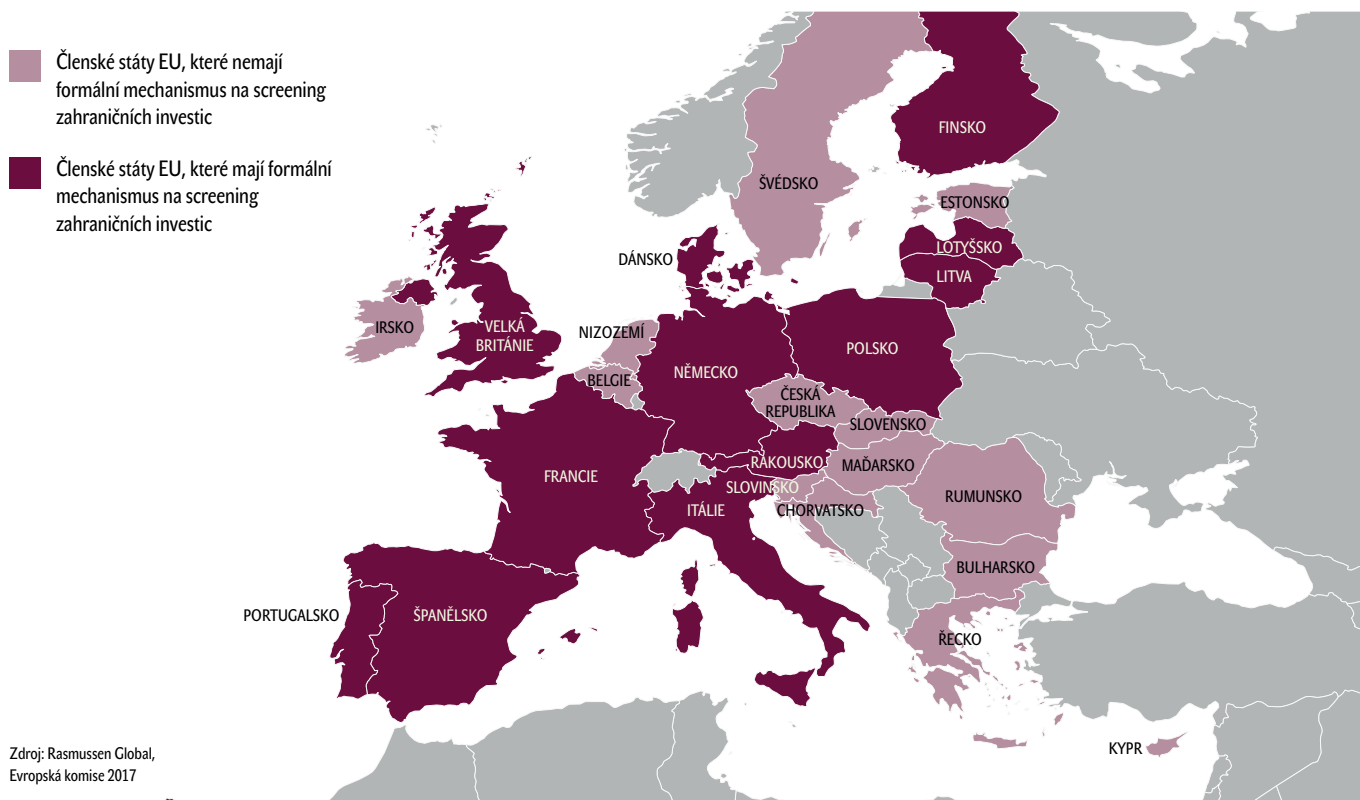 Členské státy EU, které nemají
formální mechanismus na screening
zahraničních investic
Členské státy EU, které mají formální
mechanismus na screening
zahraničních investic
FINSKO
ŠVÉDSKO
ESTONSKO
LOTYŠSKO
LITVA
DÁNSKO
IRSKO
VELKÁ
BRITÁNIE
NIZOZEMÍ
BELGIE
NĚMECKO
POLSKO
ČESKÁ
REPUBLIKA
SLOVENSKO
RAKOUSKO
MAĎARSKO
FRANCIE
SLOVINSKO
ITÁLIE
CHORVATSKO
RUMUNSKO
BULHARSKO
PORTUGALSKO
ŠPANĚLSKO
ŘECKO
KYPR
Zdroj: Rasmussen Global,
Evropská komise 2017